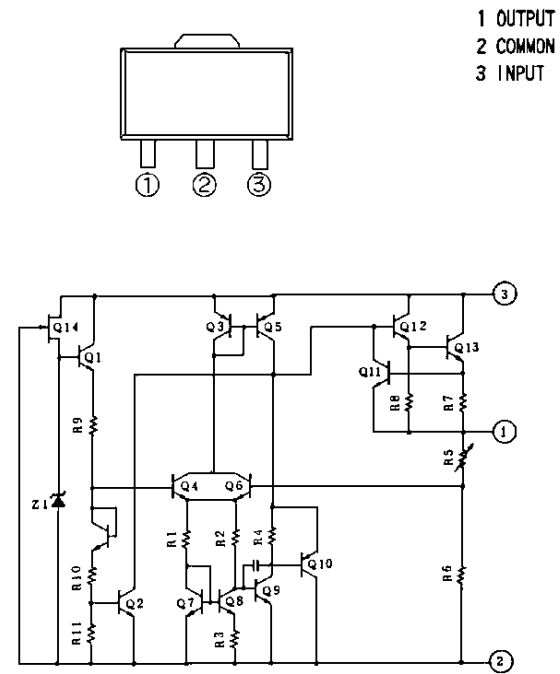 1 OUTPUT
2 COMMON
3 INPUT
1 2 3
3
Q14
Q1
Q3
Q5
Q12
Q13
Q11
R9
R8
R7
1
R5
Z1
Q4
Q6
R1
R2
R4
Q10
R10
R6
Q2
Q7
Q8
Q9
R11
R3
2